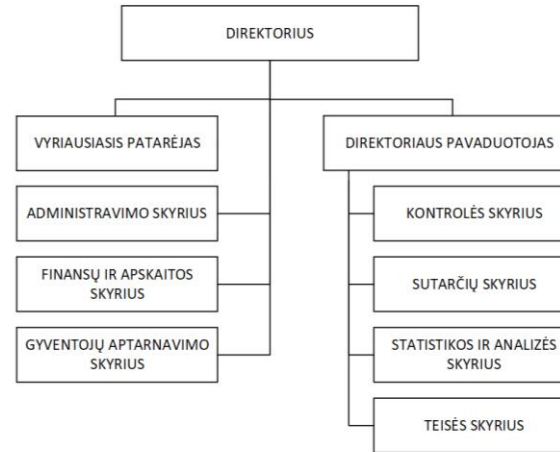 DIREKTORIUS
VYRIAUSIASIS PATARĖJAS
DIREKTORIAUS PAVADUOTOJAS
ADMINISTRAVIMO SKYRIUS
KONTROLĖS SKYRIUS
FINANSŲ IR APSKAITOS
SKYRIUS
SUTARČIŲ SKYRIUS
GYVENTOJŲ APTARNAVIMO
SKYRIUS
STATISTIKOS IR ANALIZĖS
SKYRIUS
TEISĖS SKYRIUS